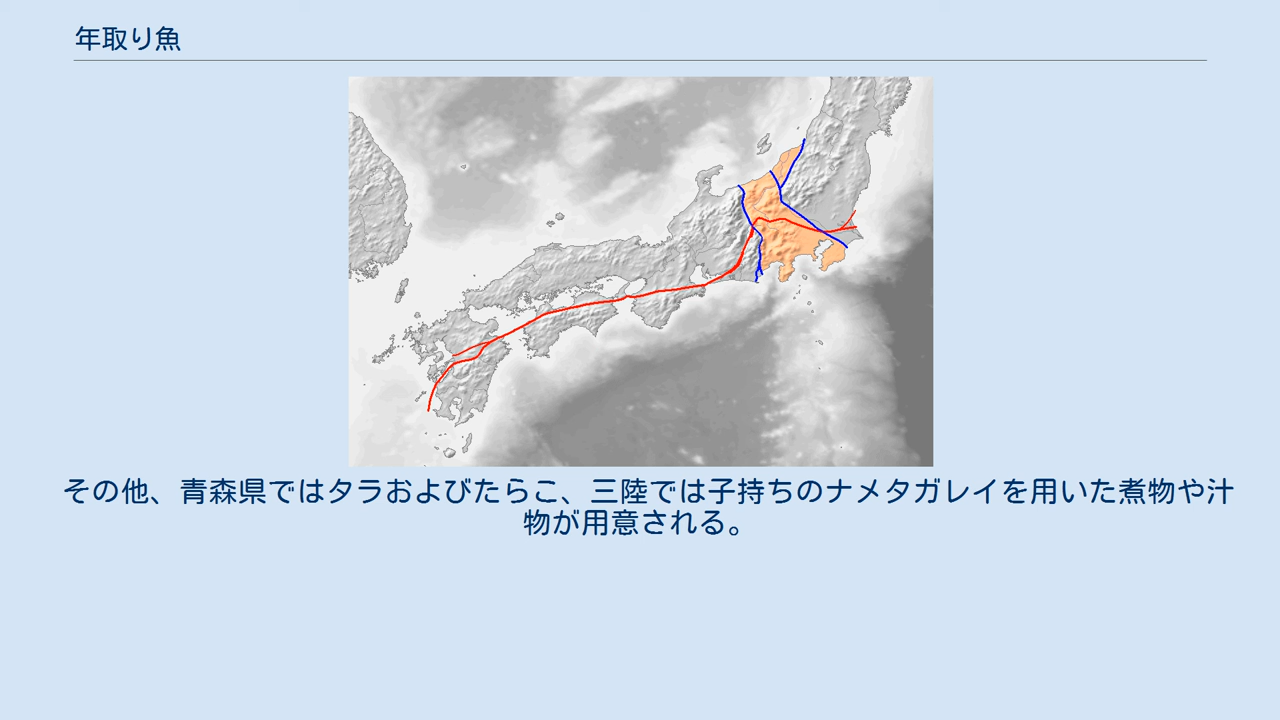 年取り魚
その他、青森県ではタラおよびたらこ、三陸では子持ちのナメタガレイを用いた煮物や汁
物が用意される。